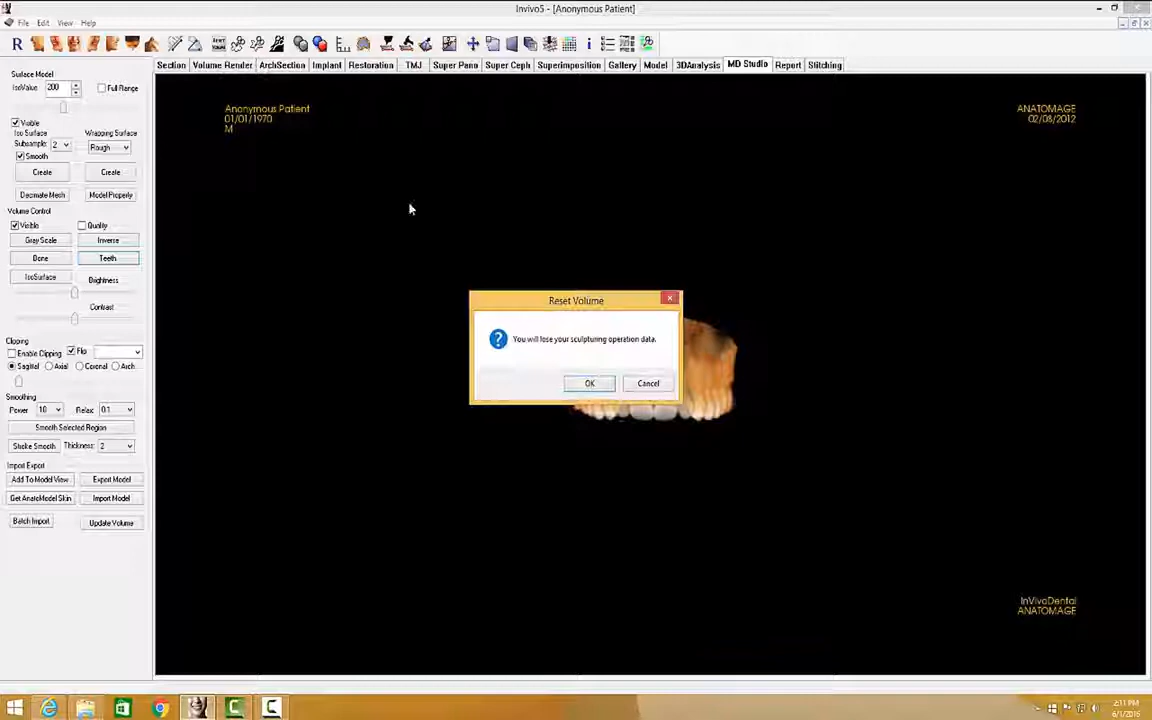 Invivo5 - [Anonymous Patient]
File Edit View Help
R
Section Volume Render ArchSection Implant Restoration TMJ Super Pano Super Ceph Superimposition Gallery Model 3DAnalysis MD Studio Report Stitching
Surface Model
IsoValue 200 Full Range
Visible
Iso Surface Wrapping Surface
Subsample: 2 Rough
Smooth
Create Create
Decimate Mesh Model Property
Volume Control
Visible Quality
Gray Scale Inverse
Bone Teeth
IsoSurface Brightness
Contrast
Clipping
Enable Clipping Flip
Sagittal Axial Coronal Arch
Smoothing
Power 10 Relax: 0.1
Smooth Selected Region
Stroke Smooth Thickness: 2
Import Export
Add To Model View Export Model
Get AnatoModel Skin Import Model
Batch Import Update Volume
Anonymous Patient
01/01/1970
M
ANATOMAGE
02/08/2012
Reset Volume
You will lose your sculpturing operation data.
OK Cancel
InVivoDental
ANATOMAGE
2:11 PM
6/1/2016